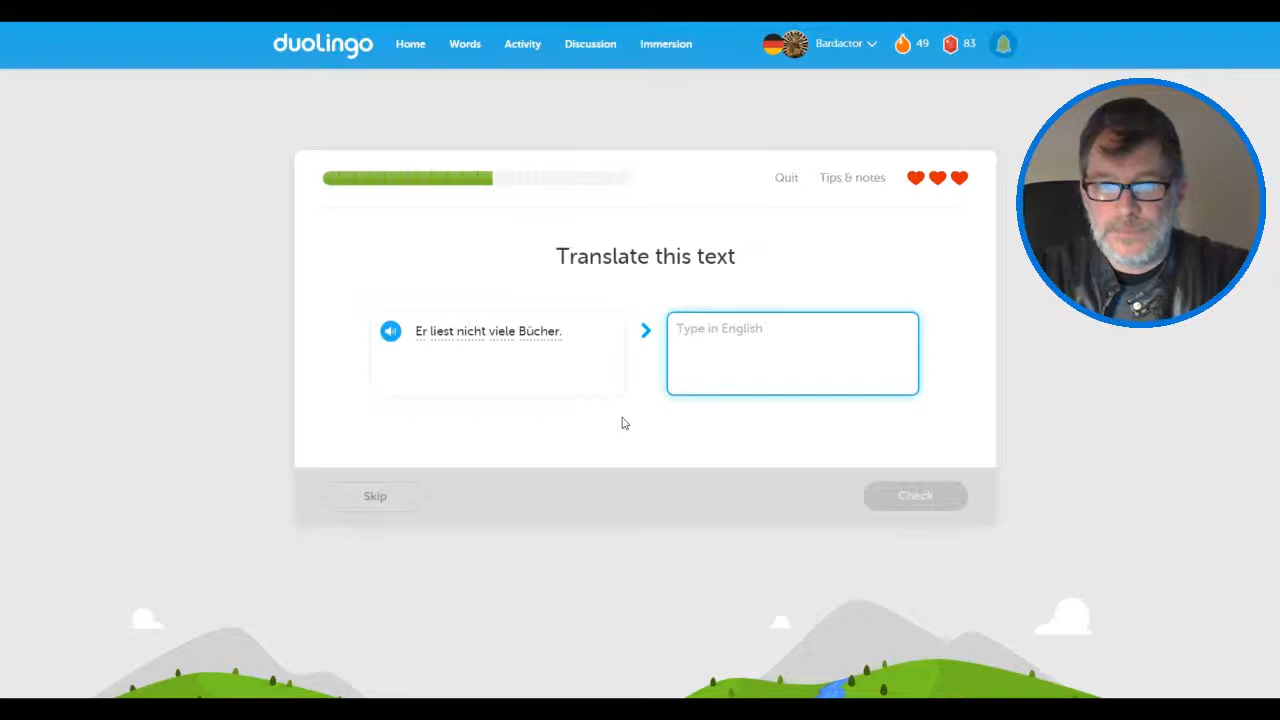 duolingo Home Words Activity Discussion Immersion Bardactor 49 83
Quit Tips & notes
Translate this text
Er liest nicht viele Bücher. Type in English
Skip Check